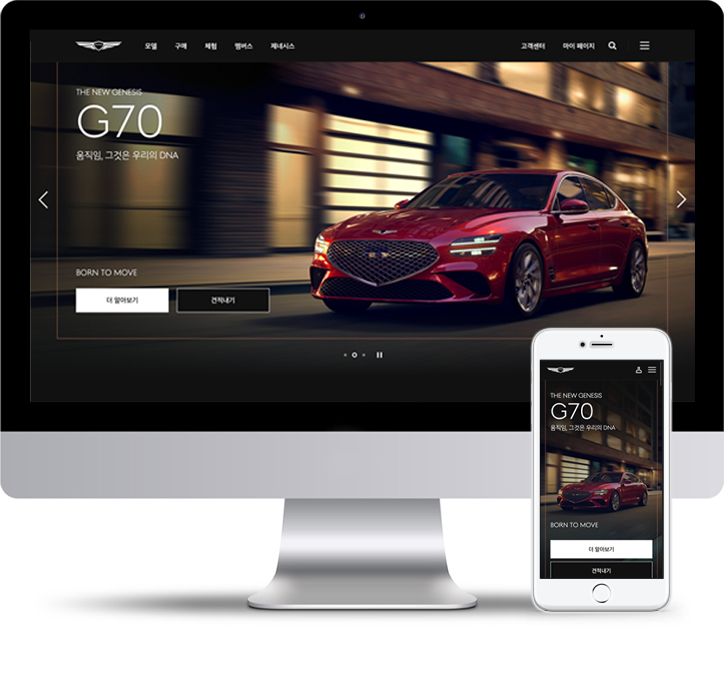 모델 구매 체험 멤버스 제네시스 고객센터 마이 페이지
THE NEW GENESIS
G70
움직임, 그것은 우리의 DNA
BORN TO MOVE
더 알아보기 견적내기
THE NEW GENESIS
G70
움직임, 그것은 우리의 DNA
BORN TO MOVE
더 알아보기
견적내기